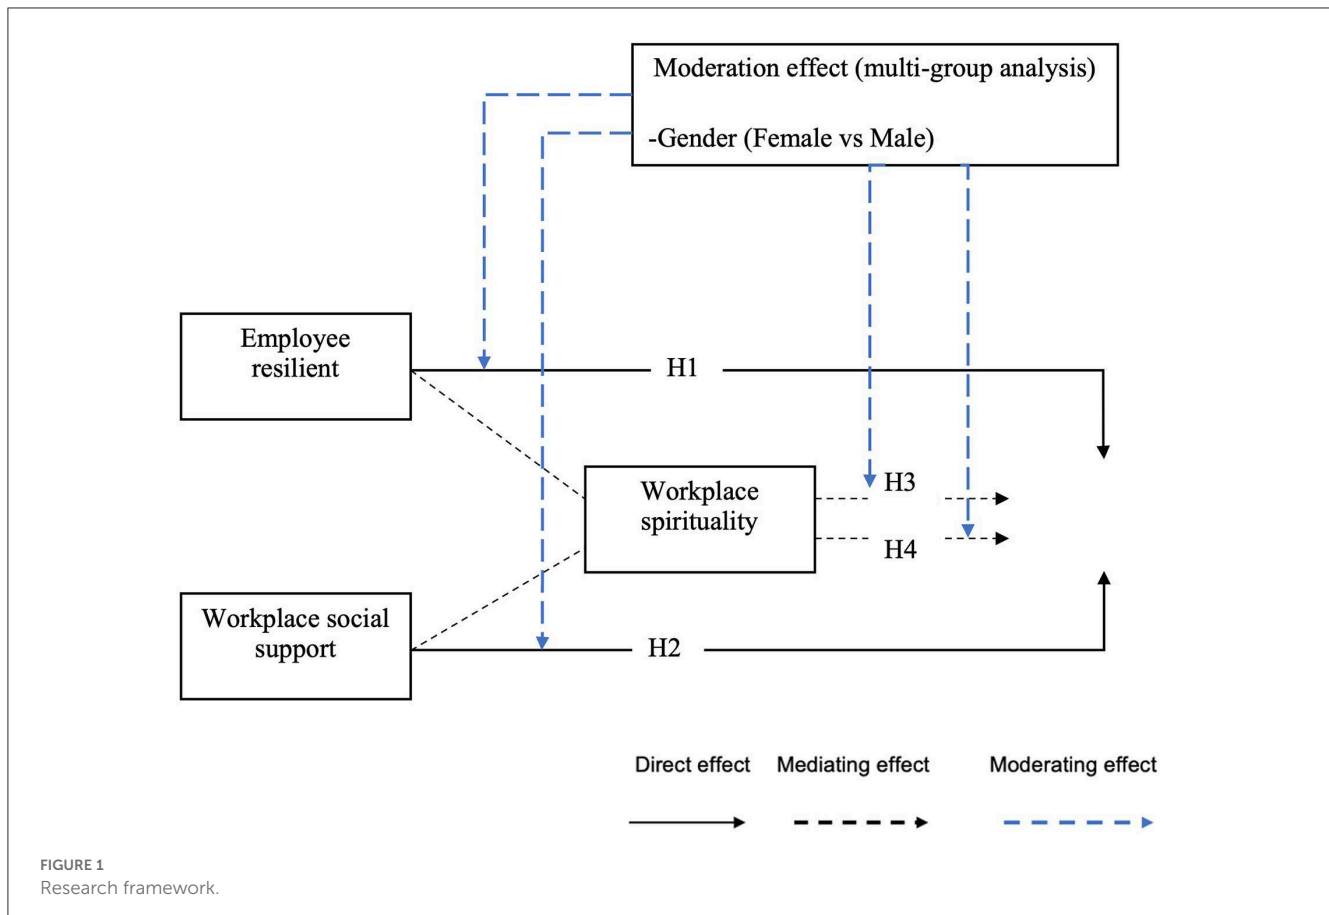 Moderation effect (multi-group analysis)
-Gender (Female vs Male)
Employee
resilient
H1
Workplace
spirituality
H3
H4
Workplace social
support
H2
Direct effect
Mediating effect
Moderating effect
FIGURE 1
Research framework.